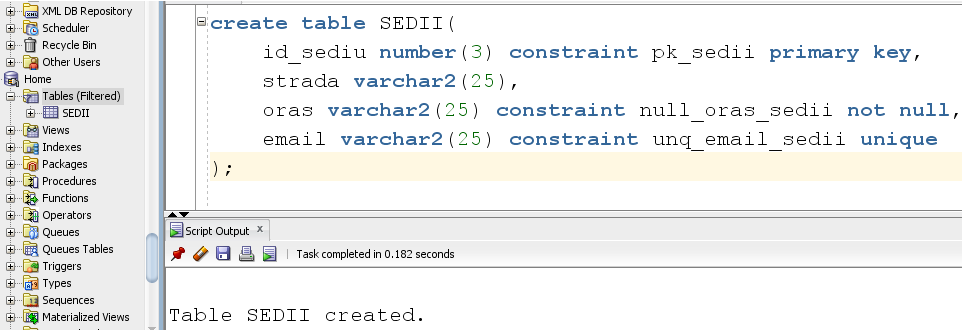 XML DB Repository
Scheduler
Recycle Bin
Other Users
Home
Tables (Filtered)
SEDII
Views
Indexes
Packages
Procedures
Functions
Operators
Queues
Queues Tables
Triggers
Types
Sequences
Materialized Views
create table SEDII(
id_sediu number(3) constraint pk_sedii primary key,
strada varchar2(25),
oras varchar2(25) constraint null_oras_sedii not null,
email varchar2(25) constraint unq_email_sedii unique
);
Script Output x
Task completed in 0.182 seconds
Table SEDII created.